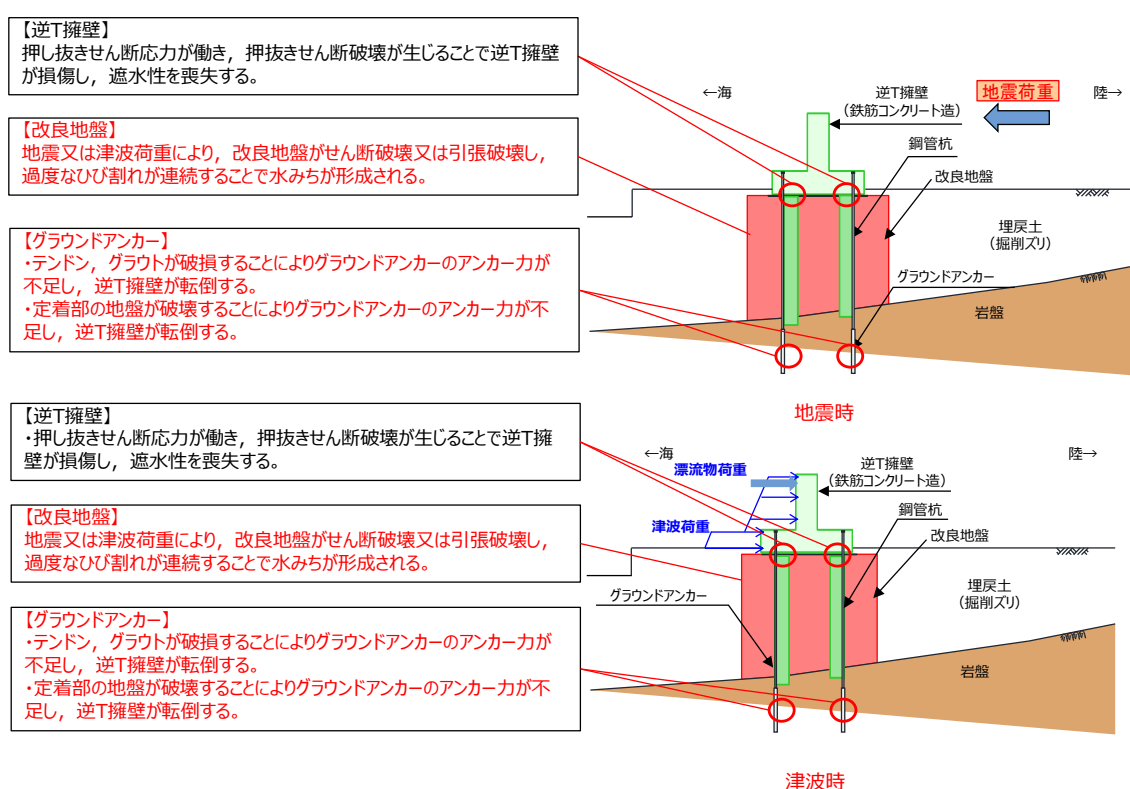 【逆T擁壁】
押し抜きせん断応力が働き，押抜きせん断破壊が生じることで逆T擁壁
が損傷し，遮水性を喪失する。
【改良地盤】
地震又は津波荷重により，改良地盤がせん断破壊又は引張破壊し，
過度なひび割れが連続することで水みちが形成される。
【グラウンドアンカー】
・テンドン，グラウトが破損することによりグラウンドアンカーのアンカー力が
不足し，逆T擁壁が転倒する。
・定着部の地盤が破壊することによりグラウンドアンカーのアンカー力が不
足し，逆T擁壁が転倒する。
←海
逆T擁壁
（鉄筋コンクリート造）
地震荷重
陸→
鋼管杭
改良地盤
埋戻土
（掘削ズリ）
グラウンドアンカー
岩盤
地震時
【逆T擁壁】
・押し抜きせん断応力が働き，押抜きせん断破壊が生じることで逆T擁
壁が損傷し，遮水性を喪失する。
【改良地盤】
地震又は津波荷重により，改良地盤がせん断破壊又は引張破壊し，
過度なひび割れが連続することで水みちが形成される。
【グラウンドアンカー】
・テンドン，グラウトが破損することによりグラウンドアンカーのアンカー力が
不足し，逆T擁壁が転倒する。
・定着部の地盤が破壊することによりグラウンドアンカーのアンカー力が不
足し，逆T擁壁が転倒する。
←海
漂流物荷重
逆T擁壁
（鉄筋コンクリート造）
陸→
津波荷重
鋼管杭
改良地盤
グラウンドアンカー
埋戻土
（掘削ズリ）
岩盤
津波時